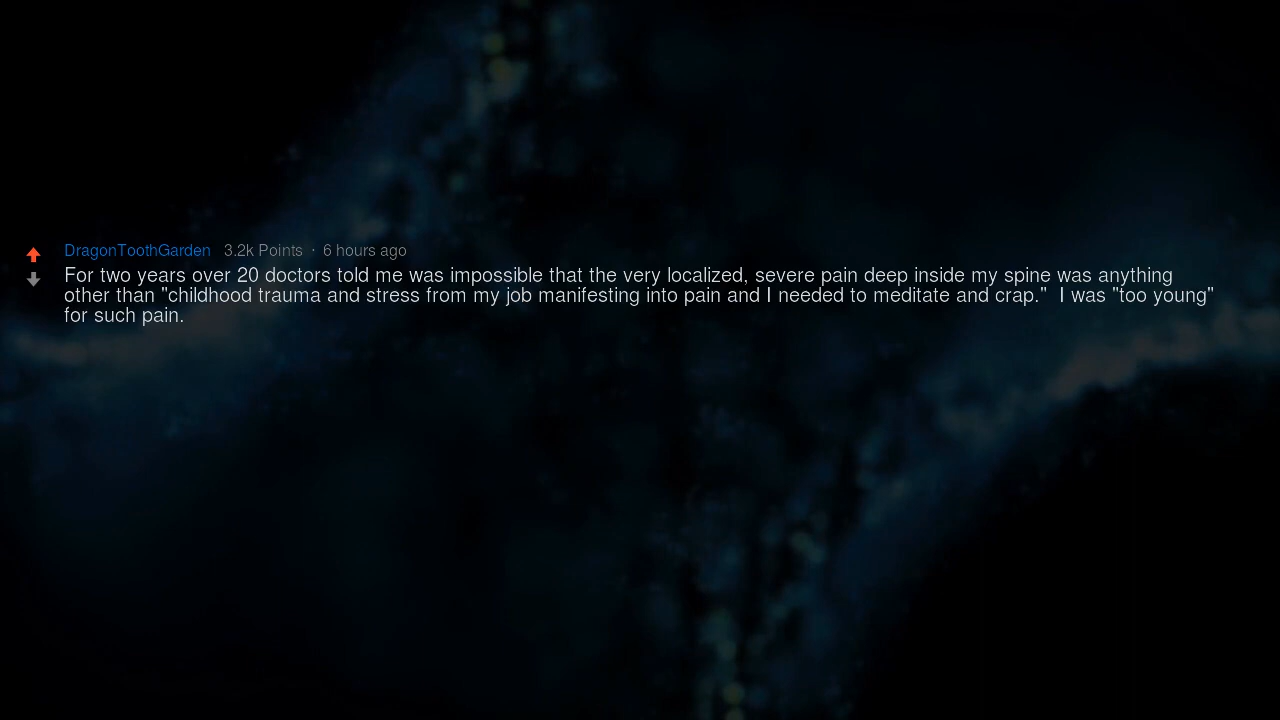 DragonToothGarden 3.2k Points · 6 hours ago
For two years over 20 doctors told me was impossible that the very localized, severe pain deep inside my spine was anything
other than "childhood trauma and stress from my job manifesting into pain and I needed to meditate and crap."  I was "too young"
for such pain.